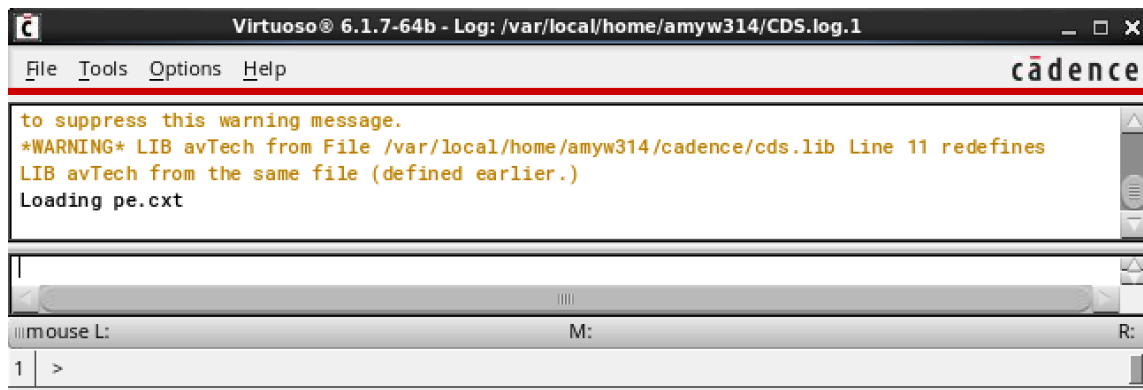 Virtuoso® 6.1.7-64b - Log: /var/local/home/amyw314/CDS.log.1
File Tools Options Help cādence
to suppress this warning message.
*WARNING* LIB avTech from File /var/local/home/amyw314/cadence/cds.lib Line 11 redefines
LIB avTech from the same file (defined earlier.)
Loading pe.cxt
mouse L: M: R:
1 >